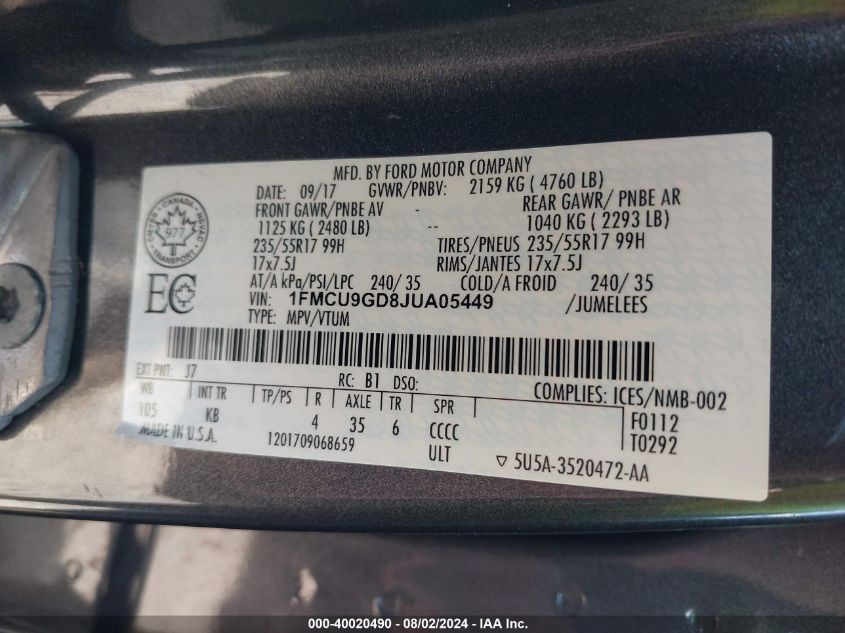 MFD. BY FORD MOTOR COMPANY
DATE: 09/17 GVWR/PNBV: 2159 KG ( 4760 LB)
FRONT GAWR/PNBE AV - REAR GAWR/ PNBE AR
1125 KG ( 2480 LB) -- 1040 KG ( 2293 LB)
235/55R17 99H TIRES/PNEUS 235/55R17 99H
17x7.5J RIMS/JANTES 17x7.5J
AT/A kPa/PSI/LPC 240/ 35 COLD/A FROID 240/ 35
VIN: 1FMCU9GD8JUA05449 /JUMELEES
TYPE: MPV/VTUM
CANADA
CMVSS NSVAC
977
TRANSPORT
EC
EXT PNT: J7 RC: B1 DSO: COMPLIES: ICES/NMB-002
WB INT TR TP/PS R AXLE TR SPR F0112
105 KB 4 35 6 CCCC T0292
MADE IN U.S.A. 1201709068659 ULT ▽ 5U5A-3520472-AA
000-40020490 - 08/02/2024 - IAA Inc.